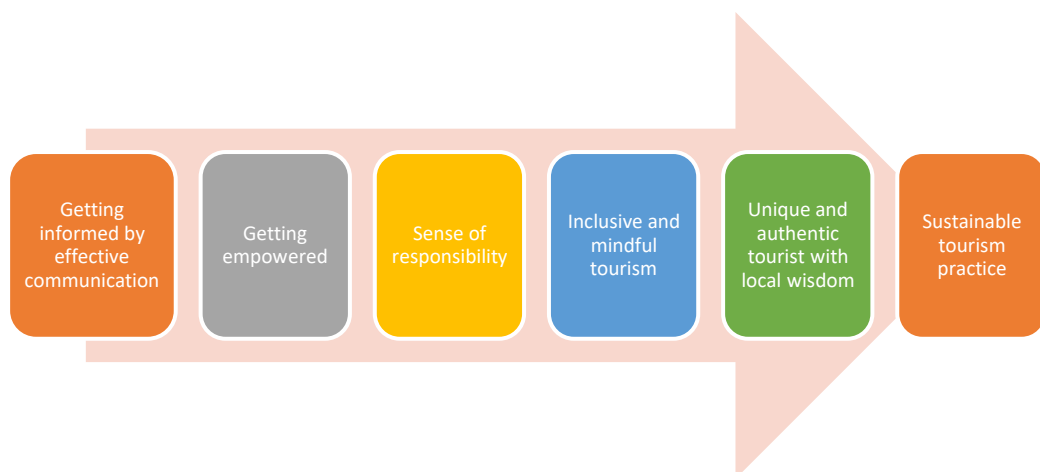 Getting
informed by
effective
communication
Getting
empowered
Sense of
responsibility
Inclusive and
mindful
tourism
Unique and
authentic
tourist with
local wisdom
Sustainable
tourism
practice